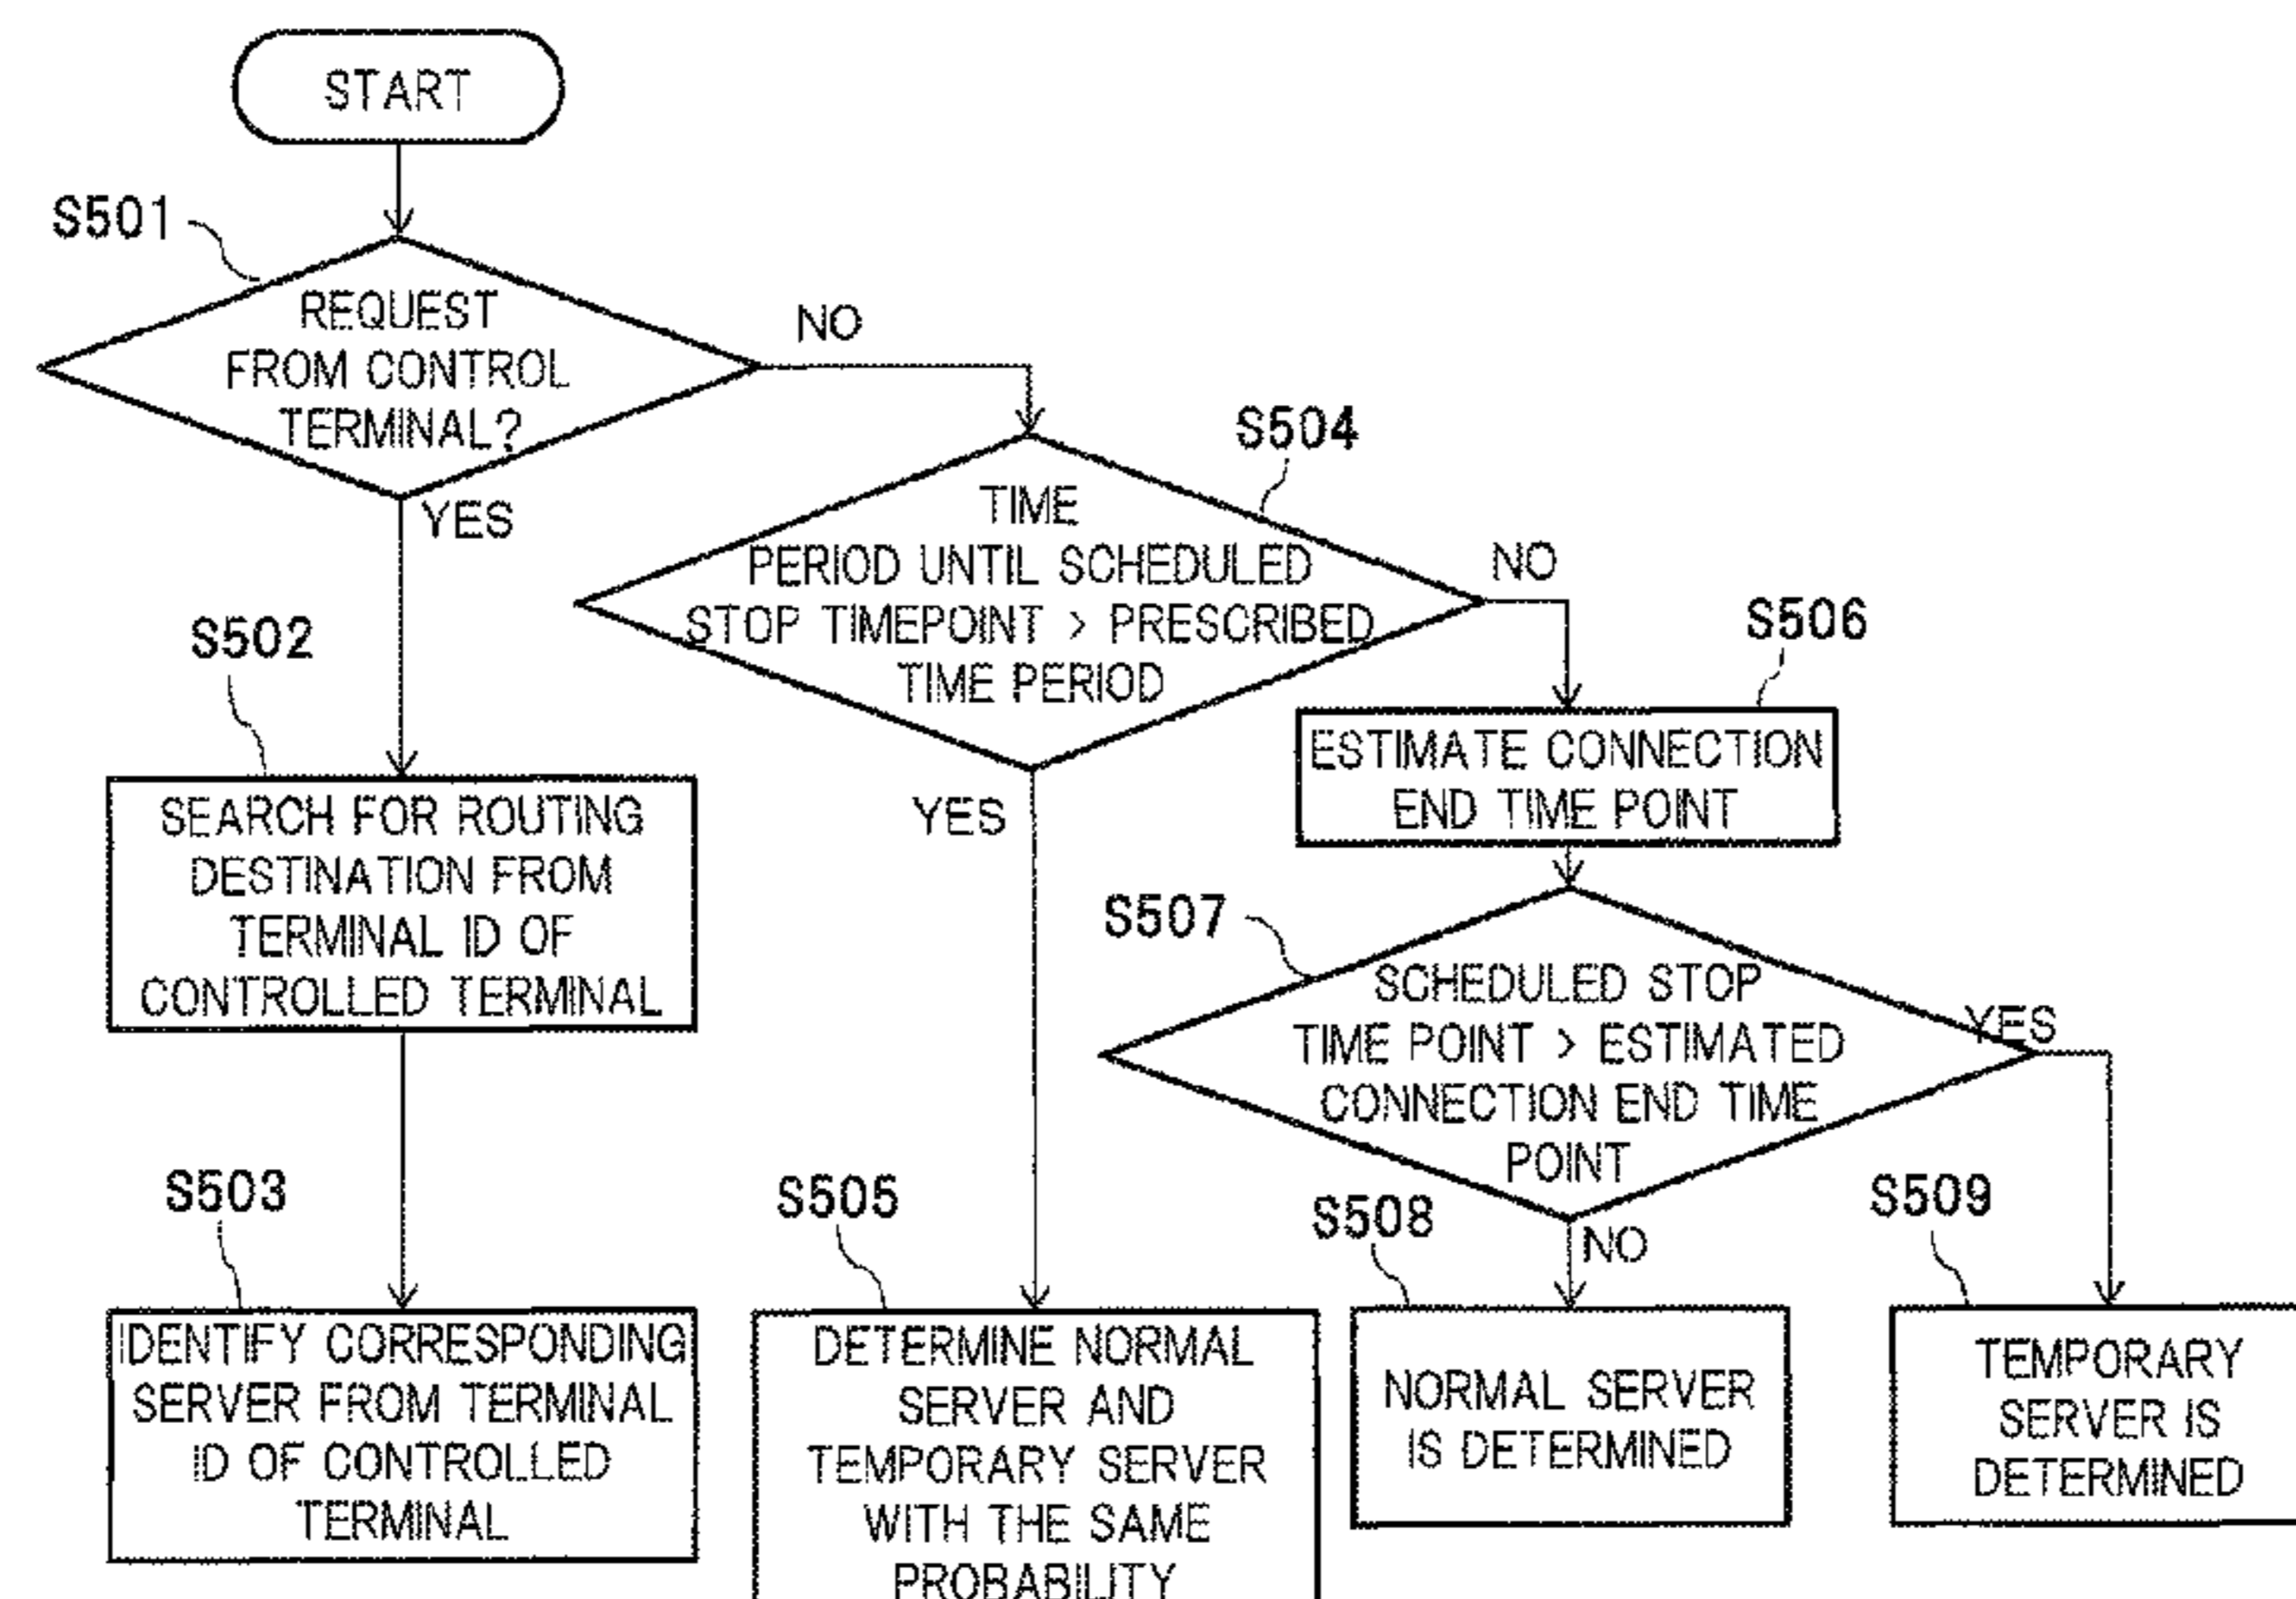 START
S501
REQUEST
FROM CONTROL
TERMINAL?
NO
YES
S502
SEARCH FOR ROUTING
DESTINATION FROM
TERMINAL ID OF
CONTROLLED TERMINAL
S503
IDENTIFY CORRESPONDING
SERVER FROM TERMINAL
ID OF CONTROLLED
TERMINAL
S504
TIME
PERIOD UNTIL SCHEDULED
STOP TIMEPOINT > PRESCRIBED
TIME PERIOD
NO
YES
S505
DETERMINE NORMAL
SERVER AND
TEMPORARY SERVER
WITH THE SAME
PROBABILITY
S506
ESTIMATE CONNECTION
END TIME POINT
S507
SCHEDULED STOP
TIME POINT > ESTIMATED
CONNECTION END TIME
POINT
YES
NO
S508
NORMAL SERVER
IS DETERMINED
S509
TEMPORARY
SERVER IS
DETERMINED